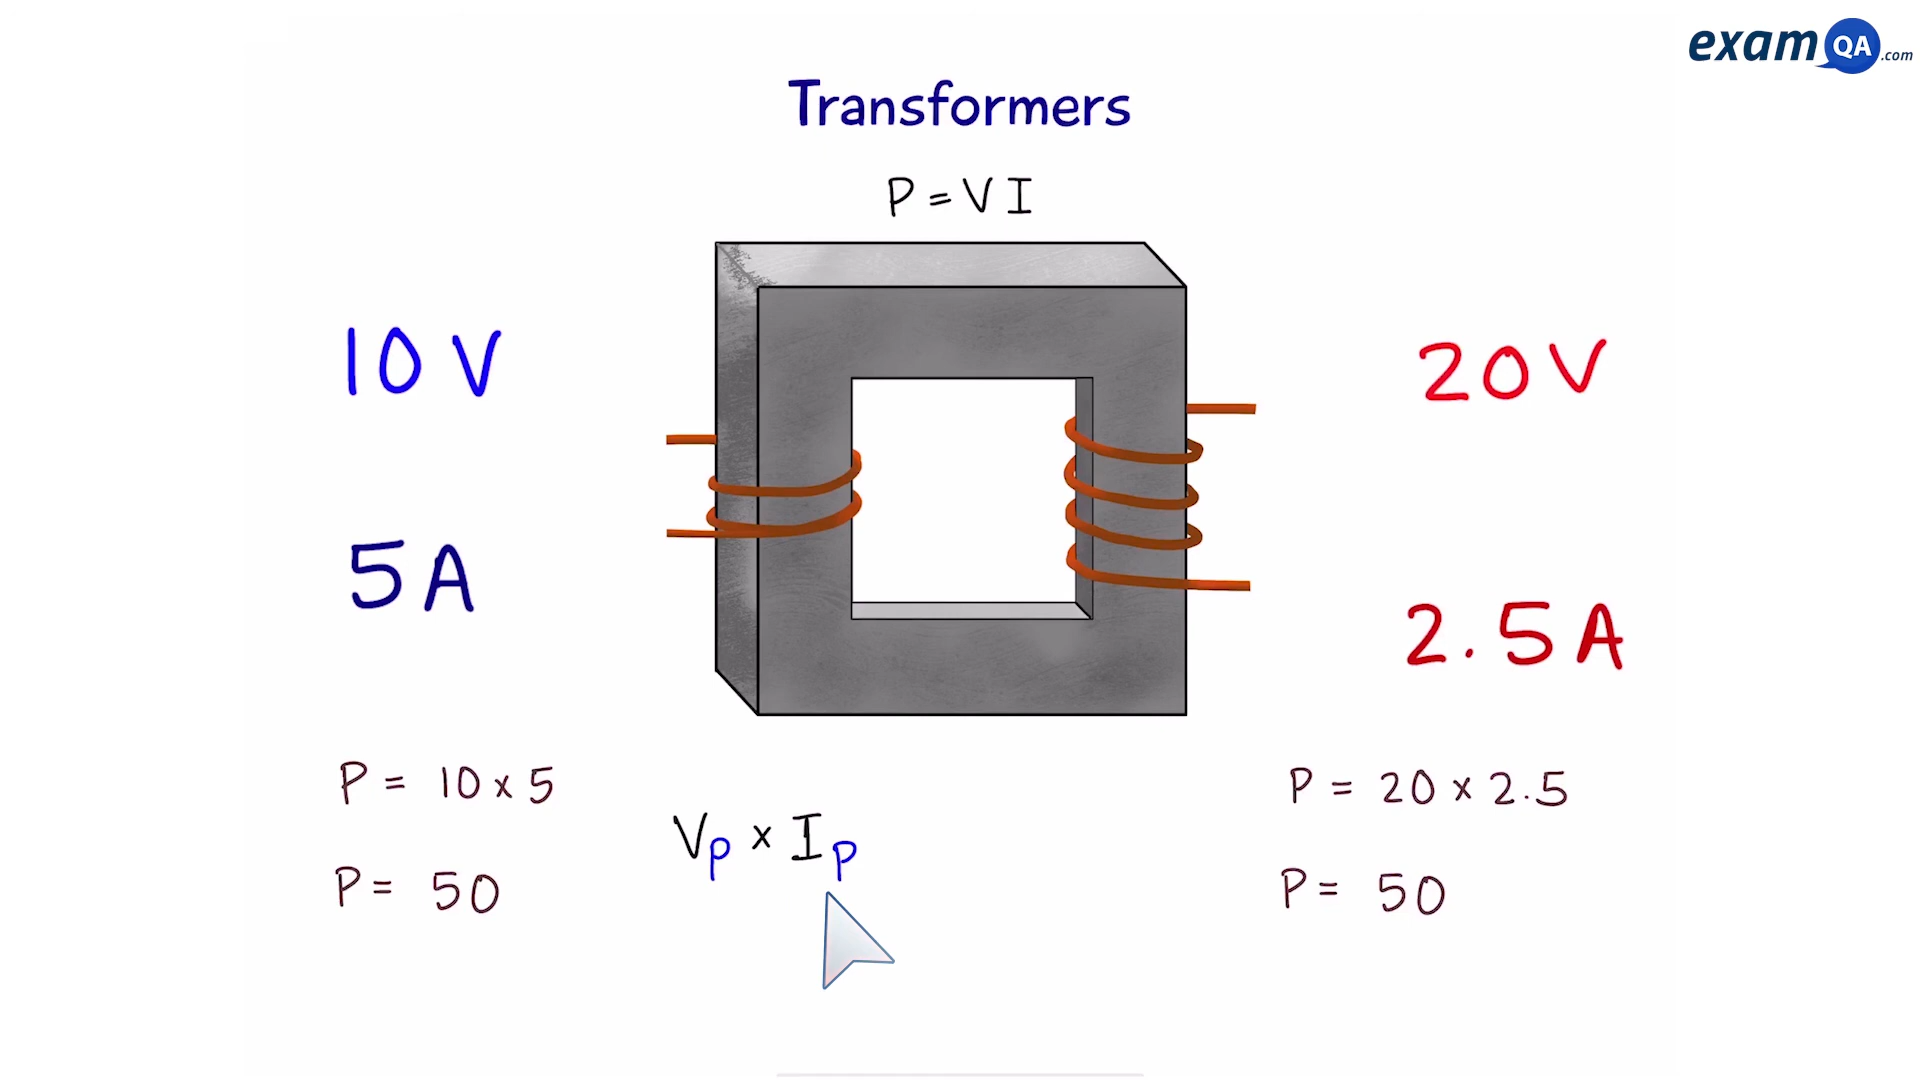 examQA.com
Transformers
P = V I
10 V
20 V
5 A
2.5 A
P = 10 x 5
P = 20 x 2.5
Vp x Ip
P = 50
P = 50